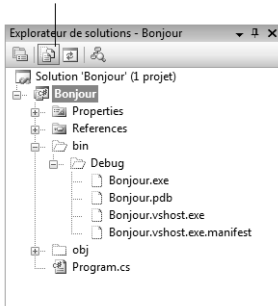 Explorateur de solutions - Bonjour
Solution 'Bonjour' (1 projet)
Bonjour
Properties
References
bin
Debug
Bonjour.exe
Bonjour.pdb
Bonjour.vshost.exe
Bonjour.vshost.exe.manifest
obj
Program.cs